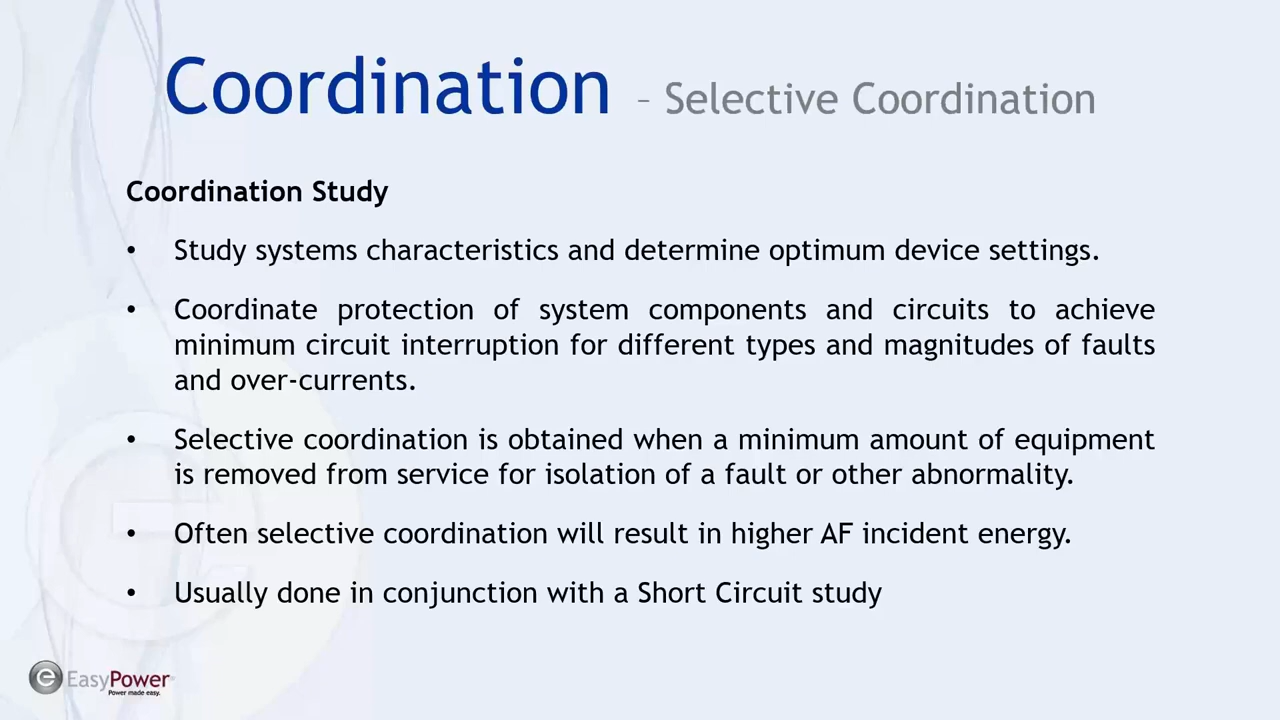 Coordination – Selective Coordination
Coordination Study
• Study systems characteristics and determine optimum device settings.
• Coordinate protection of system components and circuits to achieve
minimum circuit interruption for different types and magnitudes of faults
and over-currents.
• Selective coordination is obtained when a minimum amount of equipment
is removed from service for isolation of a fault or other abnormality.
• Often selective coordination will result in higher AF incident energy.
• Usually done in conjunction with a Short Circuit study
e EasyPower
Power made easy.